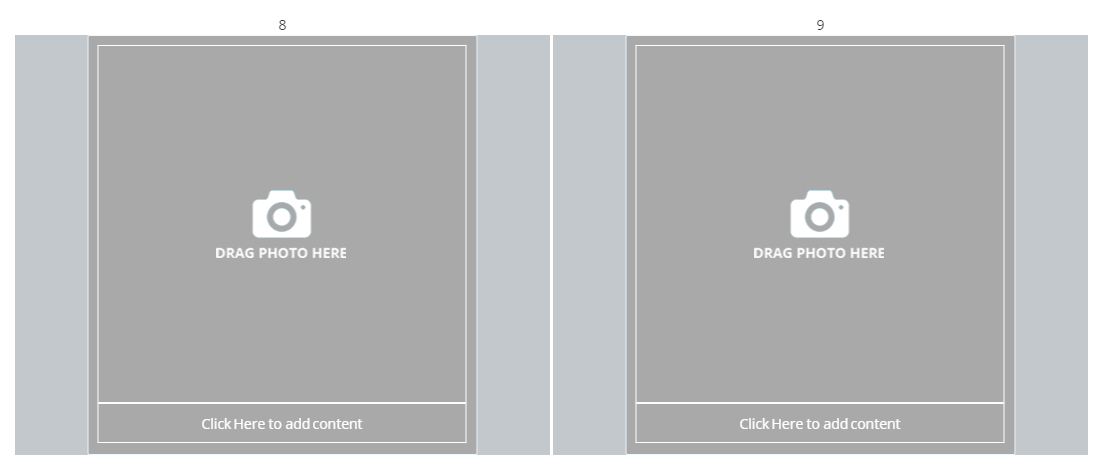 8
9
DRAG PHOTO HERE
DRAG PHOTO HERE
Click Here to add content
Click Here to add content